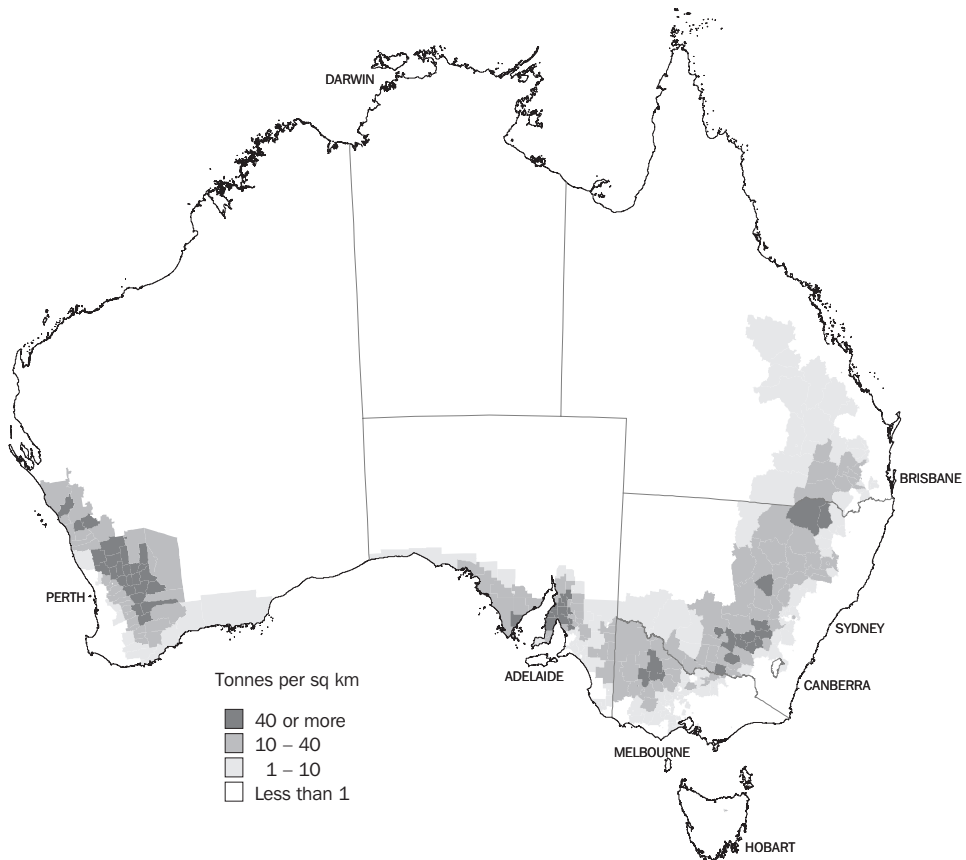 DARWIN
BRISBANE
PERTH
SYDNEY
ADELAIDE
CANBERRA
Tonnes per sq km
40 or more
10 – 40
1 – 10
Less than 1
MELBOURNE
HOBART